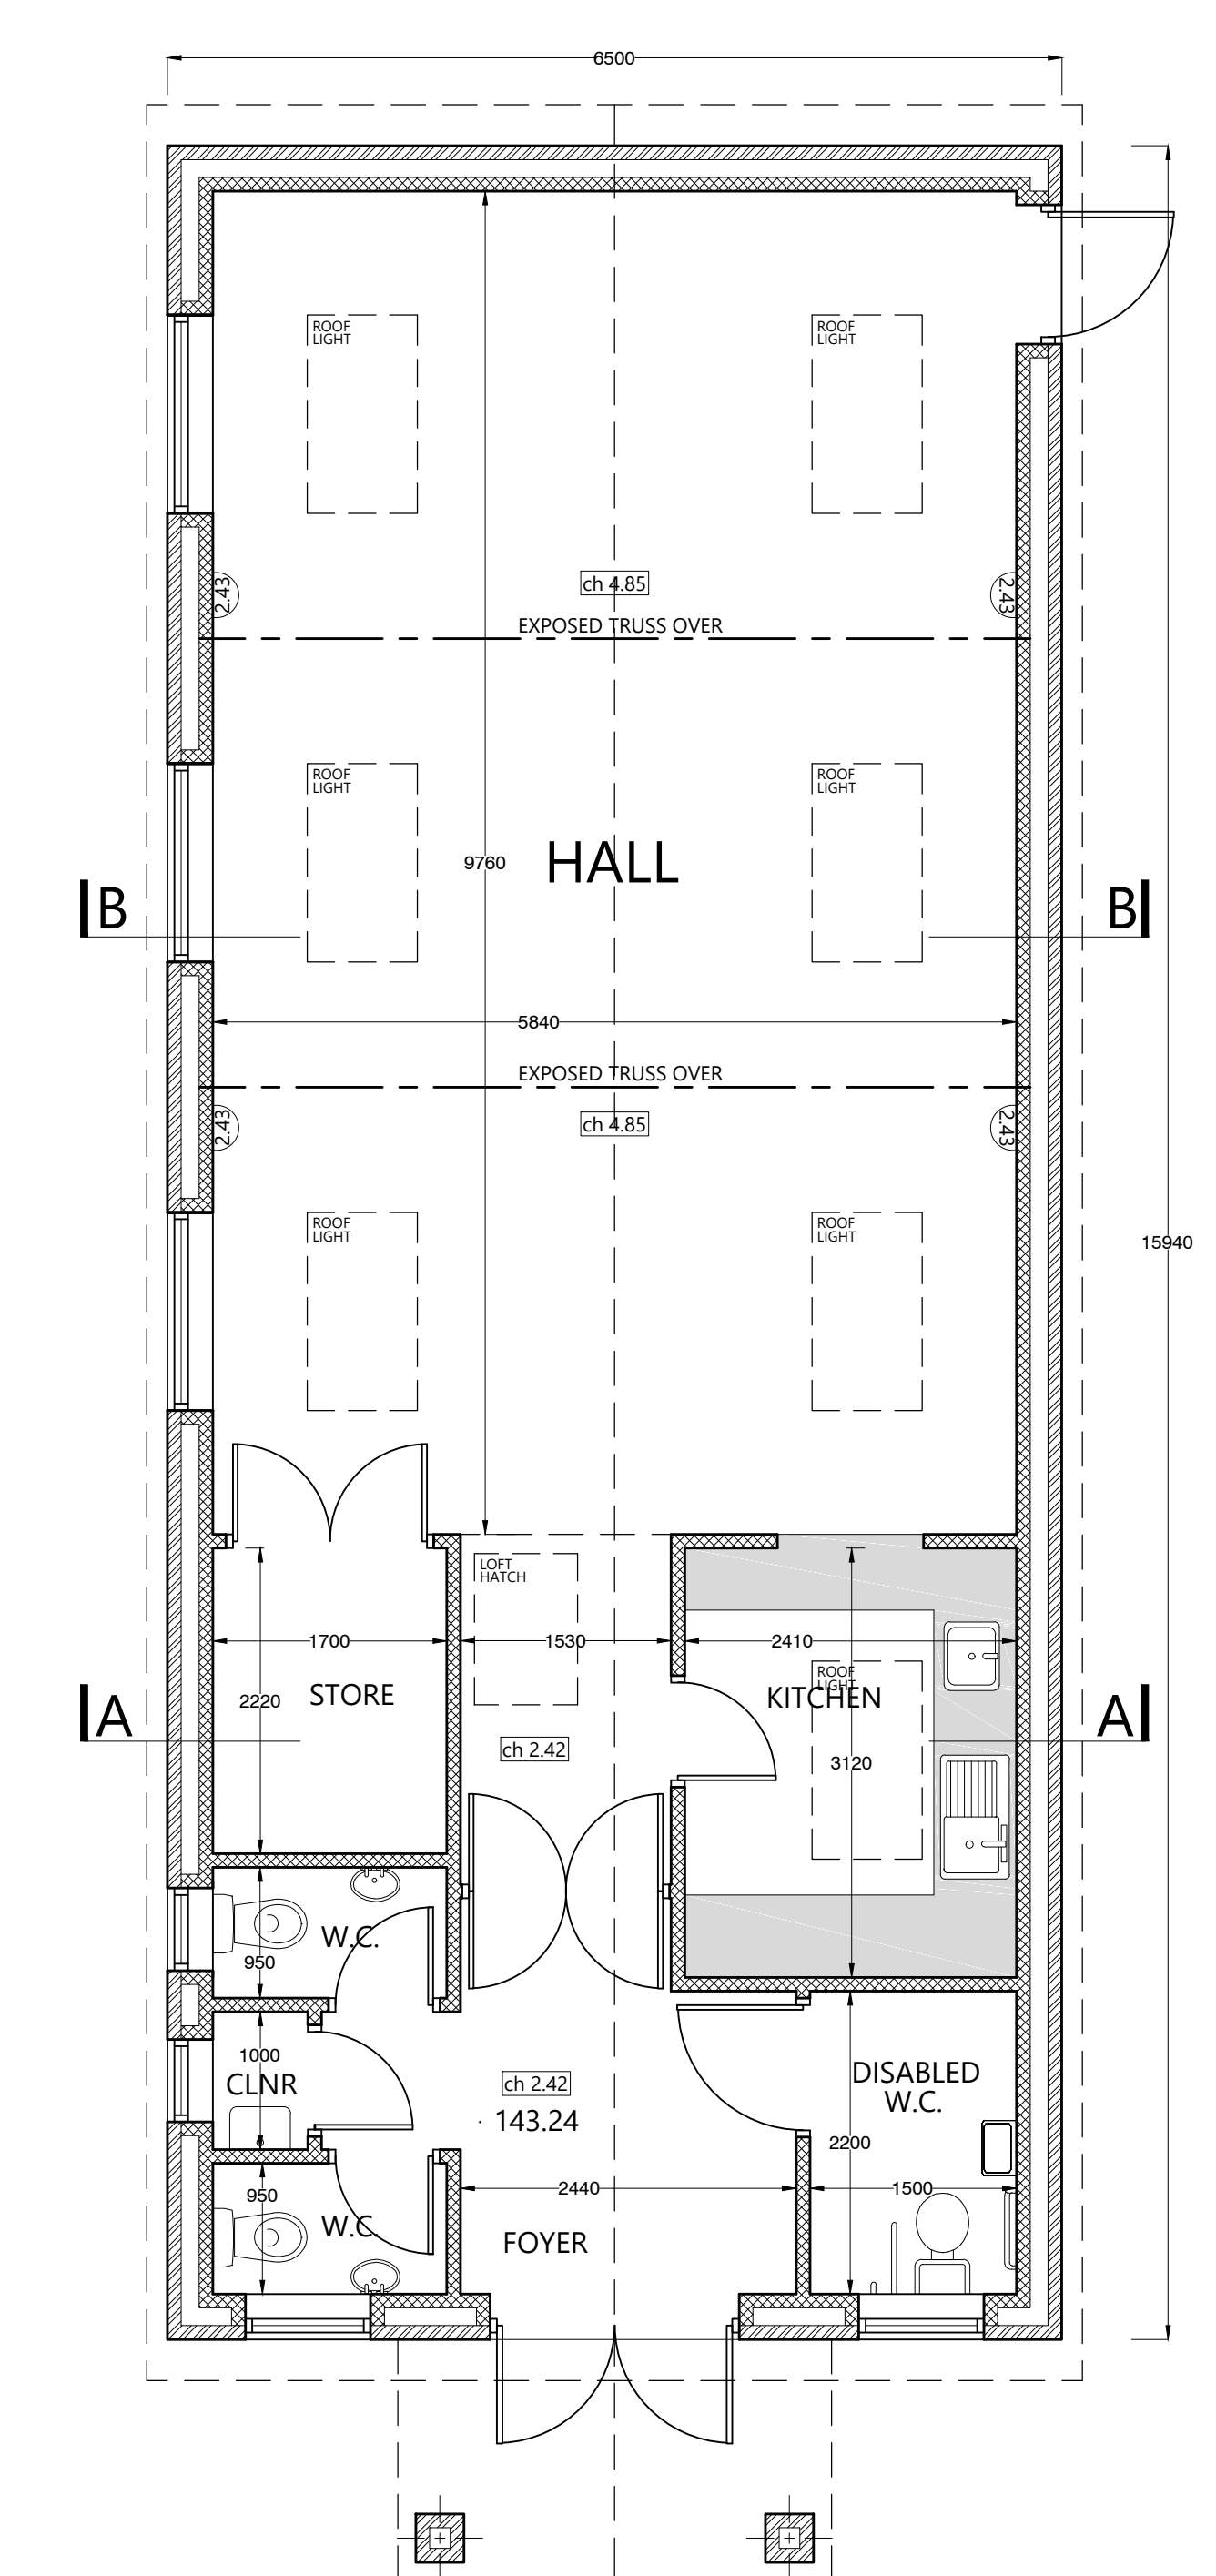 6500
ROOF
LIGHT
ROOF
LIGHT
2.43
ch 4.85
2.43
EXPOSED TRUSS OVER
ROOF
LIGHT
ROOF
LIGHT
9760
HALL
B
B
5840
EXPOSED TRUSS OVER
2.43
ch 4.85
2.43
ROOF
LIGHT
ROOF
LIGHT
15940
LOFT
HATCH
1700
1530
2410
2220
STORE
ROOF
LIGHT
KITCHEN
A
A
ch 2.42
3120
W.C.
950
1000
CLNR
ch 2.42
143.24
DISABLED
W.C.
2200
950
2440
1500
W.C.
FOYER